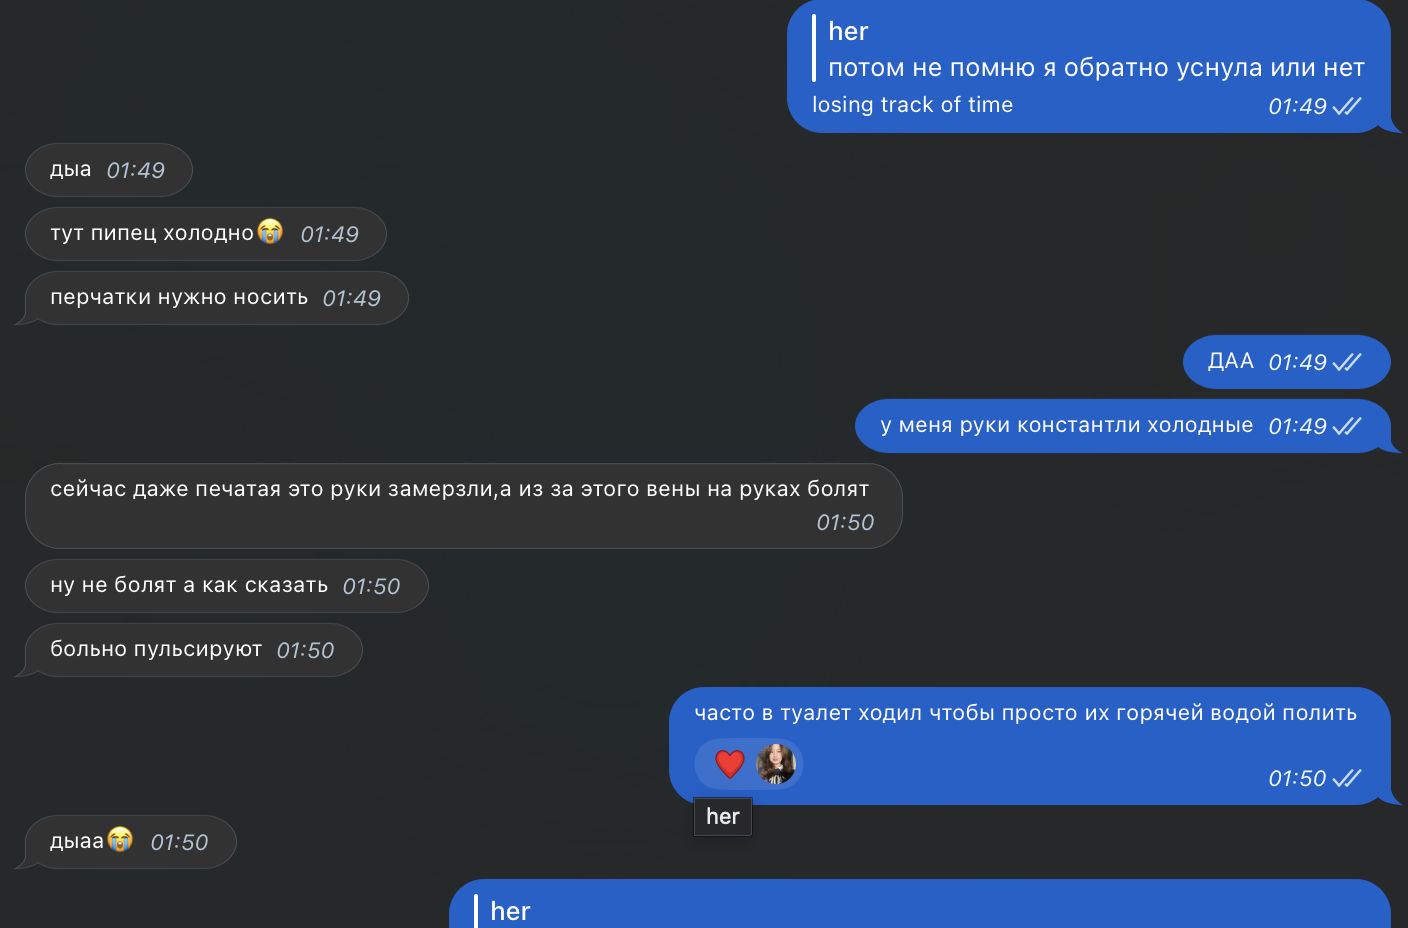 her
потом не помню я обратно уснула или нет
losing track of time 01:49
дыа 01:49
тут пипец холодно😭 01:49
перчатки нужно носить 01:49
ДАА 01:49
у меня руки константли холодные 01:49
сейчас даже печатая это руки замерзли,а из за этого вены на руках болят
01:50
ну не болят а как сказать 01:50
больно пульсируют 01:50
часто в туалет ходил чтобы просто их горячей водой полить
❤️ 01:50
her
дыаа😭 01:50
her